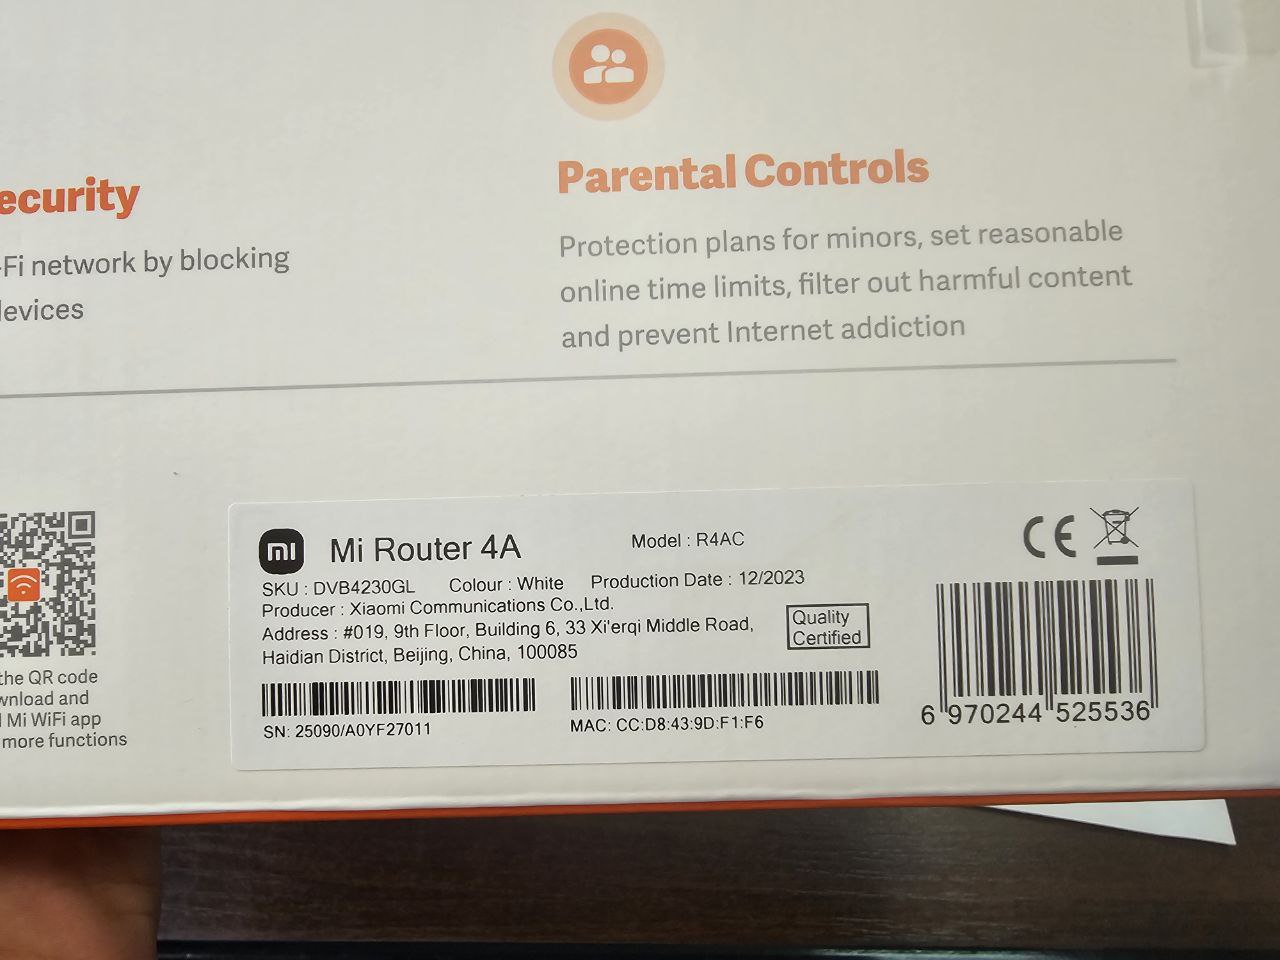 ecurity
-Fi network by blocking
devices
Parental Controls
Protection plans for minors, set reasonable
online time limits, filter out harmful content
and prevent Internet addiction
the QR code
wnload and
Mi WiFi app
more functions
mi Mi Router 4A Model : R4AC CE
SKU : DVB4230GL Colour : White Production Date : 12/2023
Producer : Xiaomi Communications Co.,Ltd.
Address : #019, 9th Floor, Building 6, 33 Xi'erqi Middle Road,
Haidian District, Beijing, China, 100085
Quality
Certified
SN: 25090/A0YF27011
MAC: CC:D8:43:9D:F1:F6
6 970244 525536